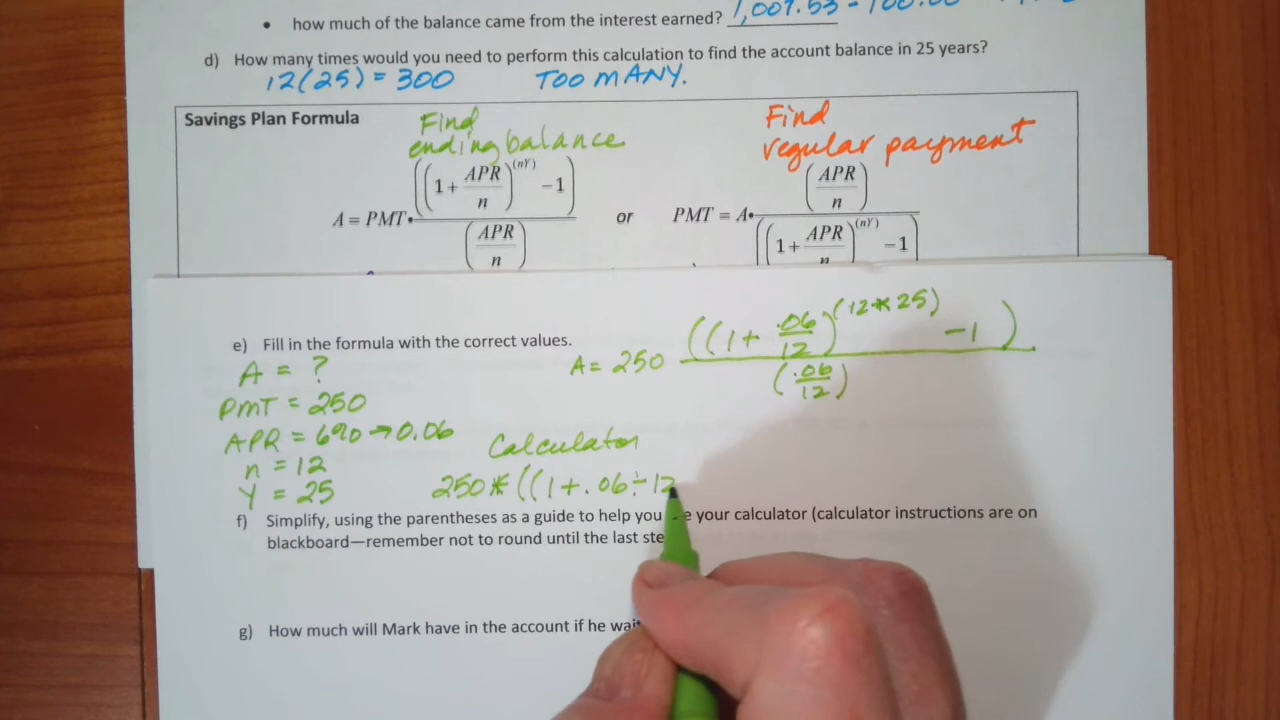 • how much of the balance came from the interest earned? 1,007.53 -
d) How many times would you need to perform this calculation to find the account balance in 25 years?
12(25) = 300 TOO MANY.
Savings Plan Formula
Find
ending balance
Find
regular payment
A = PMT • ((1 + APR/n)^(nY) − 1) / (APR/n)
or
PMT = A • (APR/n) / ((1 + APR/n)^(nY) − 1)
e) Fill in the formula with the correct values.
A = 250 ((1 + .06/12)^(12*25) − 1) / (.06/12)
A = ?
PMT = 250
APR = 6% → 0.06
n = 12
Y = 25
Calculator
250 * ((1 + .06 ÷ 12
f) Simplify, using the parentheses as a guide to help you your calculator (calculator instructions are on
blackboard—remember not to round until the last
g) How much will Mark have in the account if he